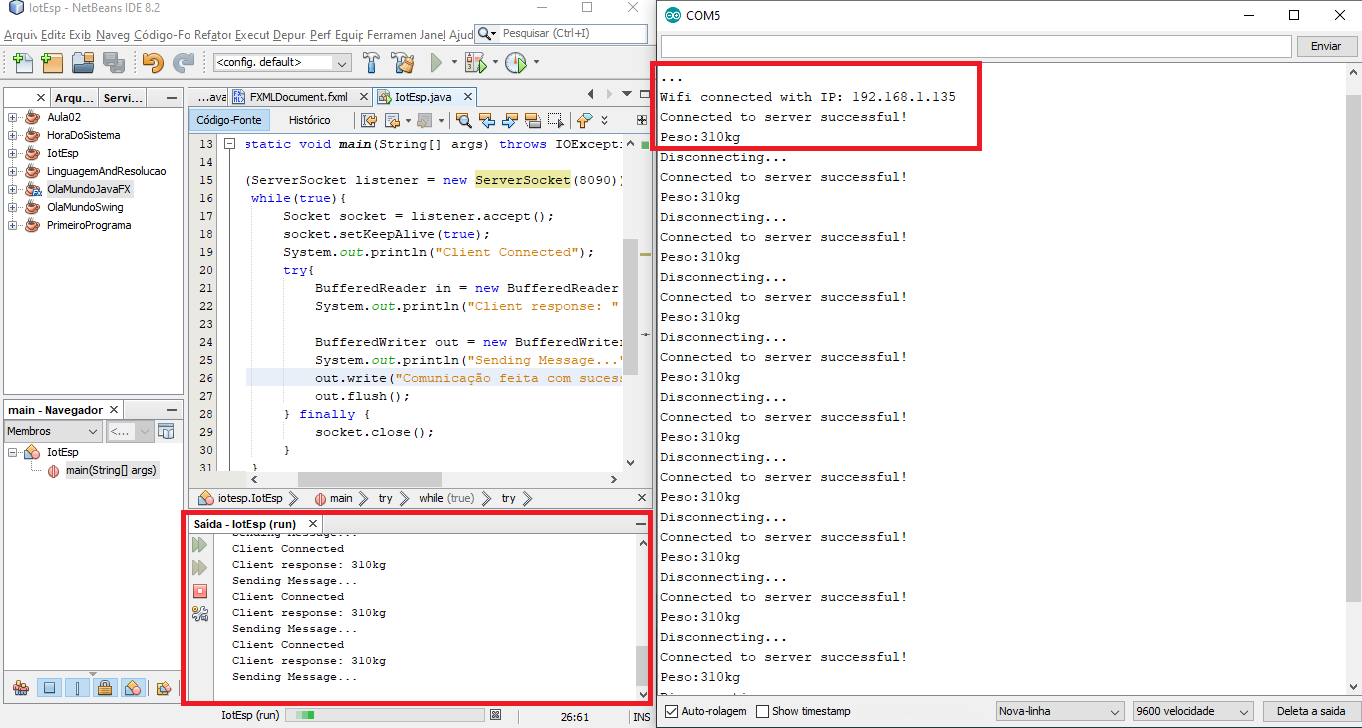 IotEsp - NetBeans IDE 8.2
Arquiv Edita Exib Naveg Código-Fo Refator Execut Depur Perf Equip Ferramen Janel Ajud
Pesquisar (Ctrl+I)
<config. default>
Arqu... Servi...
Aula02
HoraDoSistema
IotEsp
LinguagemAndResolucao
OlaMundoJavaFX
OlaMundoSwing
PrimeiroPrograma
...ava FXMLDocument.fxml IotEsp.java
Código-Fonte Histórico
13 static void main(String[] args) throws IOExcepti
14
15 (ServerSocket listener = new ServerSocket(8090))
16 while(true){
17 Socket socket = listener.accept();
18 socket.setKeepAlive(true);
19 System.out.println("Client Connected");
20 try{
21 BufferedReader in = new BufferedReader
22 System.out.println("Client response: "
23
24 BufferedWriter out = new BufferedWriter
25 System.out.println("Sending Message..."
26 out.write("Comunicação feita com sucess
27 out.flush();
28 } finally {
29 socket.close();
30 }
31 }
main - Navegador
Membros <...
IotEsp
main(String[] args)
iotesp.IotEsp main try while (true) try
Saída - IotEsp (run)
Sending Message...
Client Connected
Client response: 310kg
Sending Message...
Client Connected
Client response: 310kg
Sending Message...
Client Connected
Client response: 310kg
Sending Message...
IotEsp (run) 26:61 INS
COM5
Enviar
...
Wifi connected with IP: 192.168.1.135
Connected to server successful!
Peso:310kg
Disconnecting...
Connected to server successful!
Peso:310kg
Disconnecting...
Connected to server successful!
Peso:310kg
Disconnecting...
Connected to server successful!
Peso:310kg
Disconnecting...
Connected to server successful!
Peso:310kg
Disconnecting...
Connected to server successful!
Peso:310kg
Disconnecting...
Connected to server successful!
Peso:310kg
Disconnecting...
Connected to server successful!
Peso:310kg
Disconnecting...
Connected to server successful!
Peso:310kg
Disconnecting...
Connected to server successful!
Peso:310kg
Disconnecting...
Auto-rolagem Show timestamp Nova-linha 9600 velocidade Deleta a saida